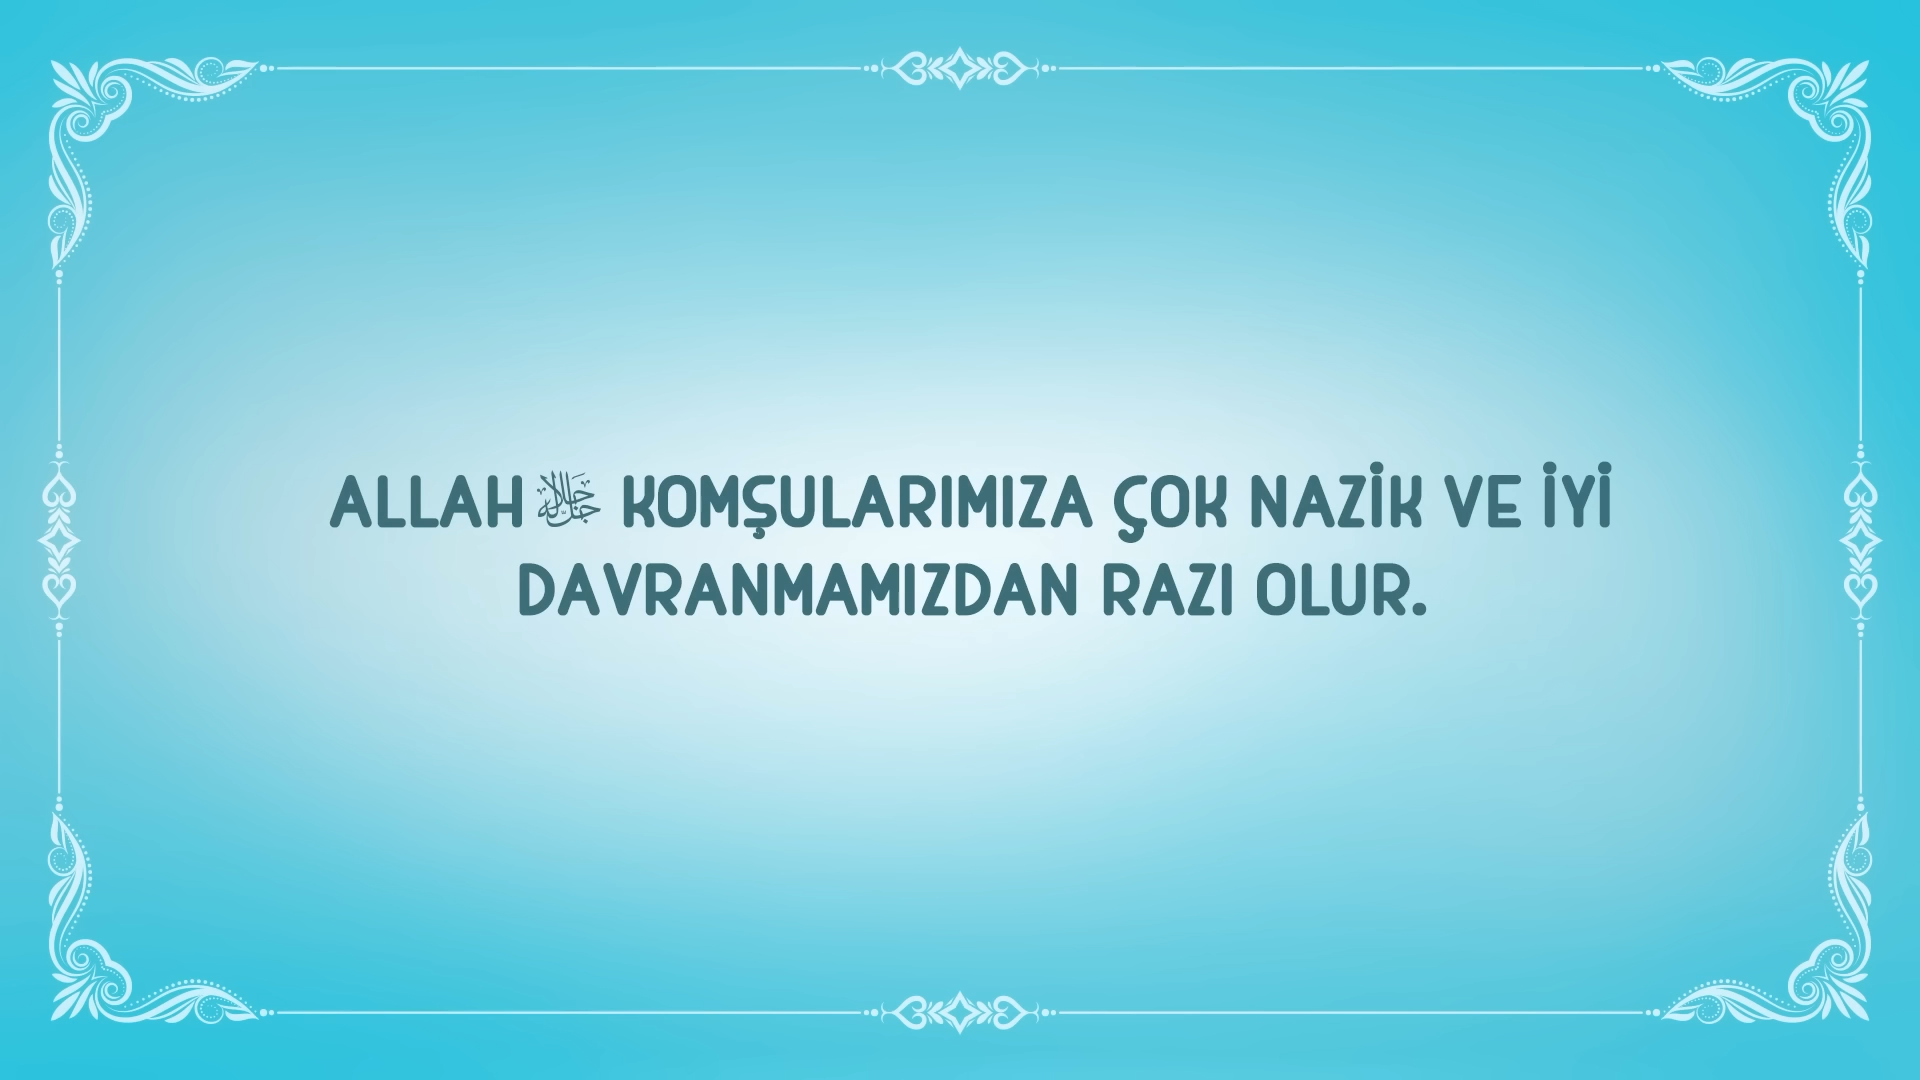 ALLAH ﷻ KOMŞULARIMIZA ÇOK NAZİK VE İYİ
DAVRANMAMIZDAN RAZI OLUR.